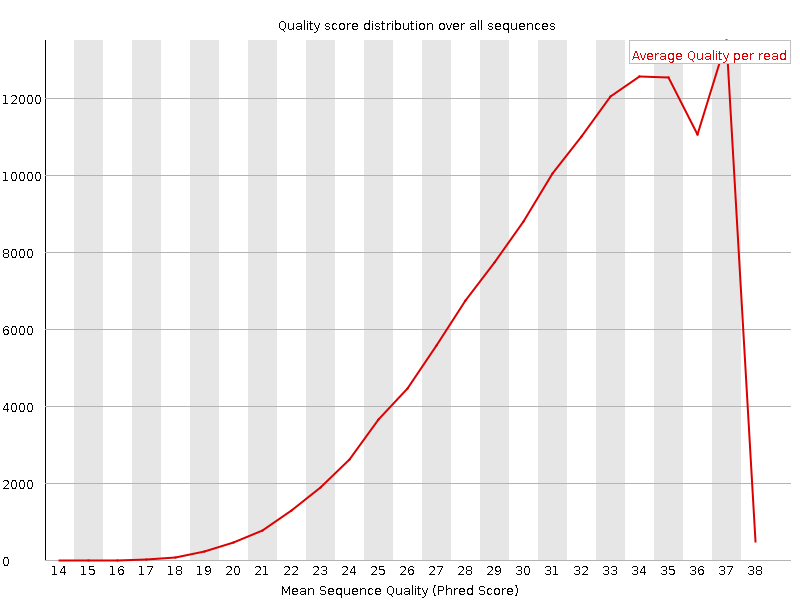 Quality score distribution over all sequences
Average Quality per read
12000
10000
8000
6000
4000
2000
0
14 15 16 17 18 19 20 21 22 23 24 25 26 27 28 29 30 31 32 33 34 35 36 37 38
Mean Sequence Quality (Phred Score)